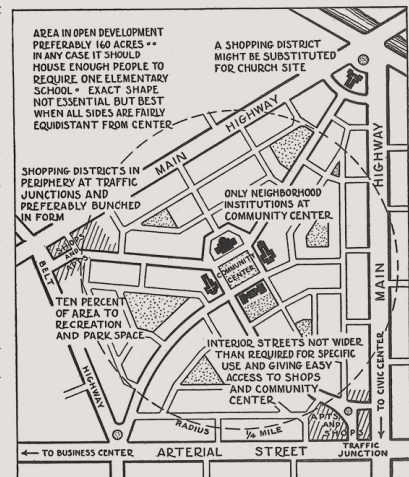 AREA IN OPEN DEVELOPMENT
PREFERABLY 160 ACRES ••
IN ANY CASE IT SHOULD
HOUSE ENOUGH PEOPLE TO
REQUIRE ONE ELEMENTARY
SCHOOL • EXACT SHAPE
NOT ESSENTIAL BUT BEST
WHEN ALL SIDES ARE FAIRLY
EQUIDISTANT FROM CENTER
A SHOPPING DISTRICT
MIGHT BE SUBSTITUTED
FOR CHURCH SITE
MAIN HIGHWAY
HIGHWAY MAIN
SHOPPING DISTRICTS IN
PERIPHERY AT TRAFFIC
JUNCTIONS AND
PREFERABLY BUNCHED
IN FORM
ONLY NEIGHBORHOOD
INSTITUTIONS AT
COMMUNITY CENTER
SHOPS
AND
APTS
COMMUNITY
CENTER
BELT HIGHWAY
TEN PERCENT
OF AREA TO
RECREATION
AND PARK SPACE
INTERIOR STREETS NOT WIDER
THAN REQUIRED FOR SPECIFIC
USE AND GIVING EASY
ACCESS TO SHOPS
AND COMMUNITY
CENTER
TO CIVIC CENTER
RADIUS 1/4 MILE
APTS
AND
SHOPS
TRAFFIC
JUNCTION
← TO BUSINESS CENTER ARTERIAL STREET